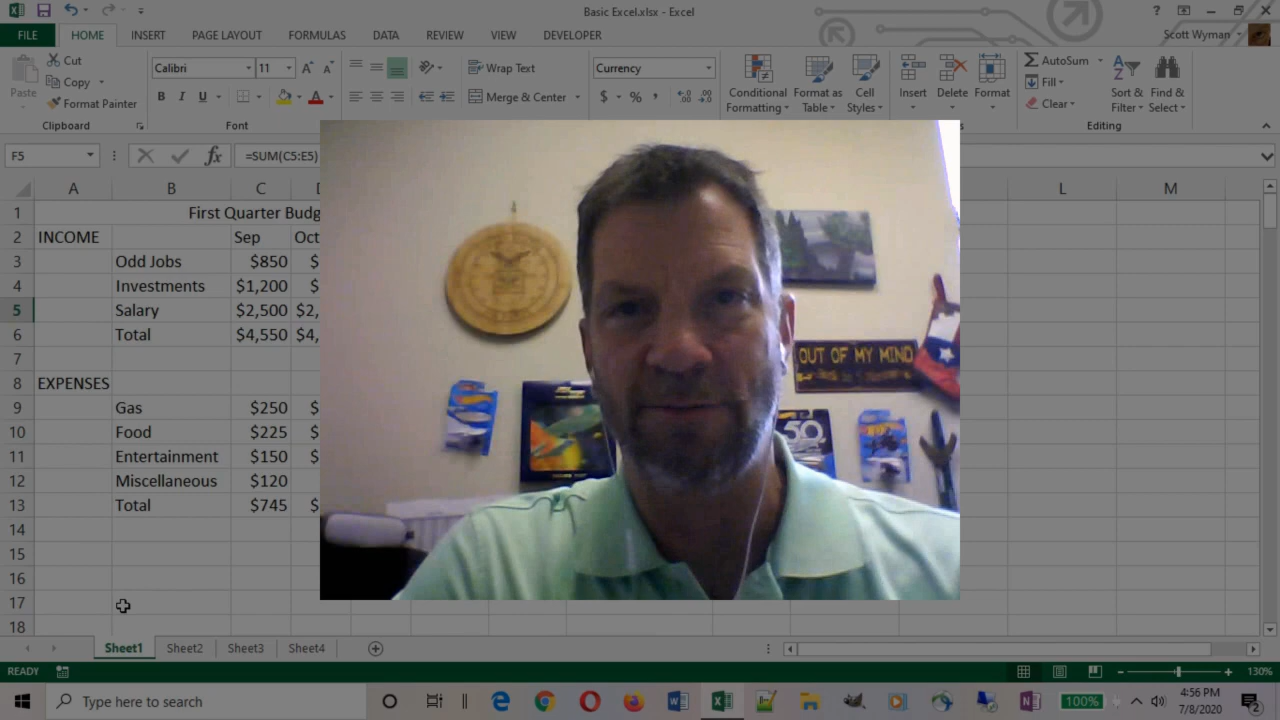 Basic Excel.xlsx - Excel
FILE HOME INSERT PAGE LAYOUT FORMULAS DATA REVIEW VIEW DEVELOPER Scott Wyman
Paste
Cut
Copy
Format Painter
Clipboard
Calibri 11
B I U A
Font
Wrap Text
Merge & Center
Currency
$ % ,
Conditional Formatting
Format as Table
Cell Styles
Insert Delete Format
AutoSum
Fill
Clear
Sort & Filter
Find & Select
Editing
F5 fx =SUM(C5:E5)
A B C L M
1 First Quarter Budg
2 INCOME Sep Oct
3 Odd Jobs $850 $
4 Investments $1,200 $
5 Salary $2,500 $2,
6 Total $4,550 $4,
7
8 EXPENSES
9 Gas $250 $
10 Food $225 $
11 Entertainment $150 $
12 Miscellaneous $120
13 Total $745 $
14
15
16
17
18
OUT OF MY MIND
50
Sheet1 Sheet2 Sheet3 Sheet4
READY 130%
Type here to search 100% 4:56 PM
7/8/2020